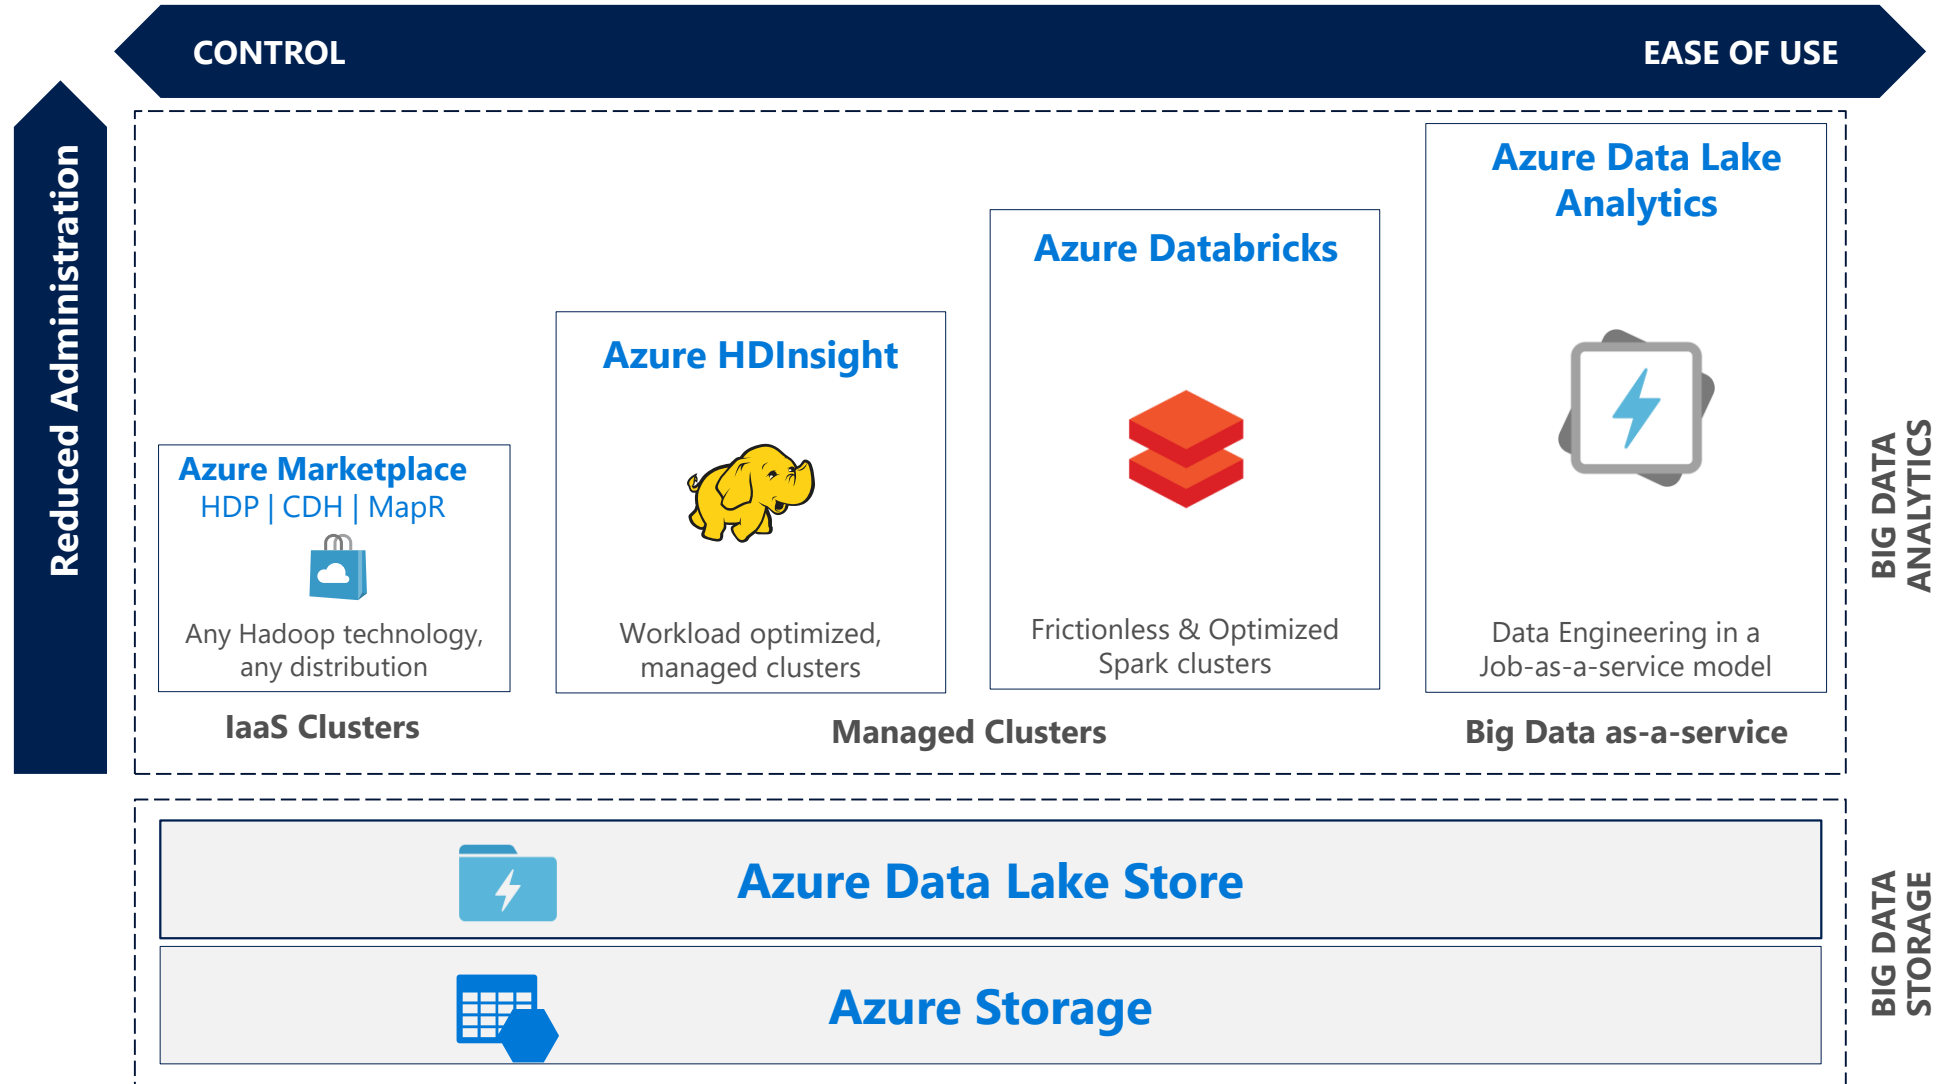 CONTROL
EASE OF USE
Reduced Administration
Azure Marketplace
HDP | CDH | MapR
Any Hadoop technology,
any distribution
IaaS Clusters
Azure HDInsight
Workload optimized,
managed clusters
Azure Databricks
Frictionless & Optimized
Spark clusters
Managed Clusters
Azure Data Lake
Analytics
Data Engineering in a
Job-as-a-service model
Big Data as-a-service
BIG DATA
ANALYTICS
Azure Data Lake Store
Azure Storage
BIG DATA
STORAGE